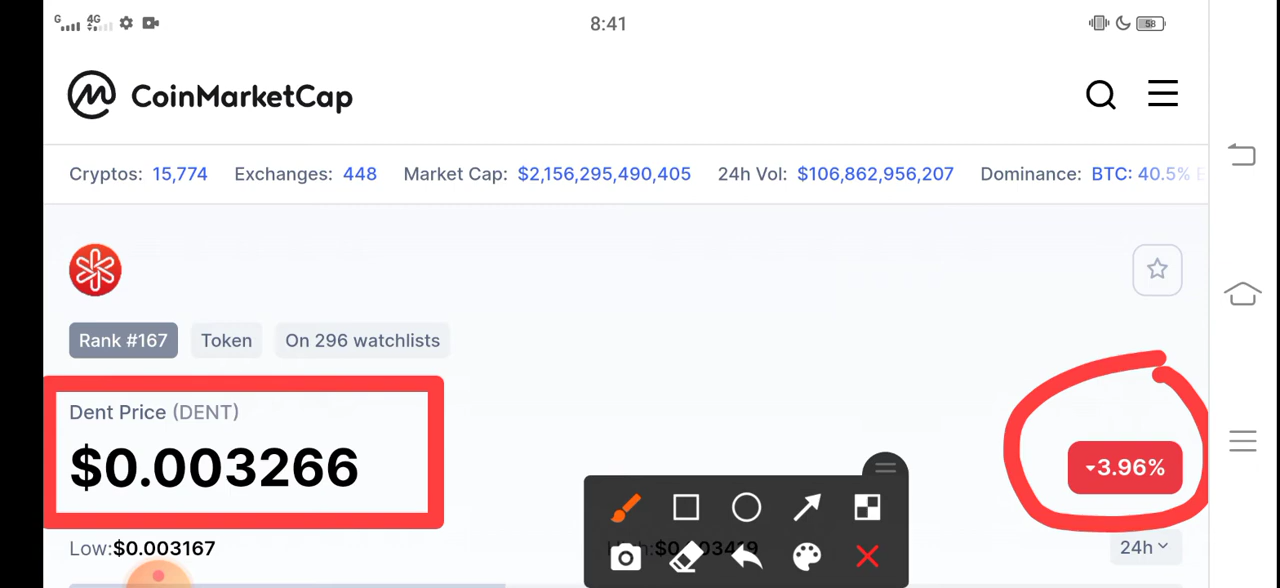 G 4G 8:41 58
CoinMarketCap
Cryptos: 15,774 Exchanges: 448 Market Cap: $2,156,295,490,405 24h Vol: $106,862,956,207 Dominance: BTC: 40.5% E
Rank #167 Token On 296 watchlists
Dent Price (DENT)
$0.003266 3.96%
Low:$0.003167 24h